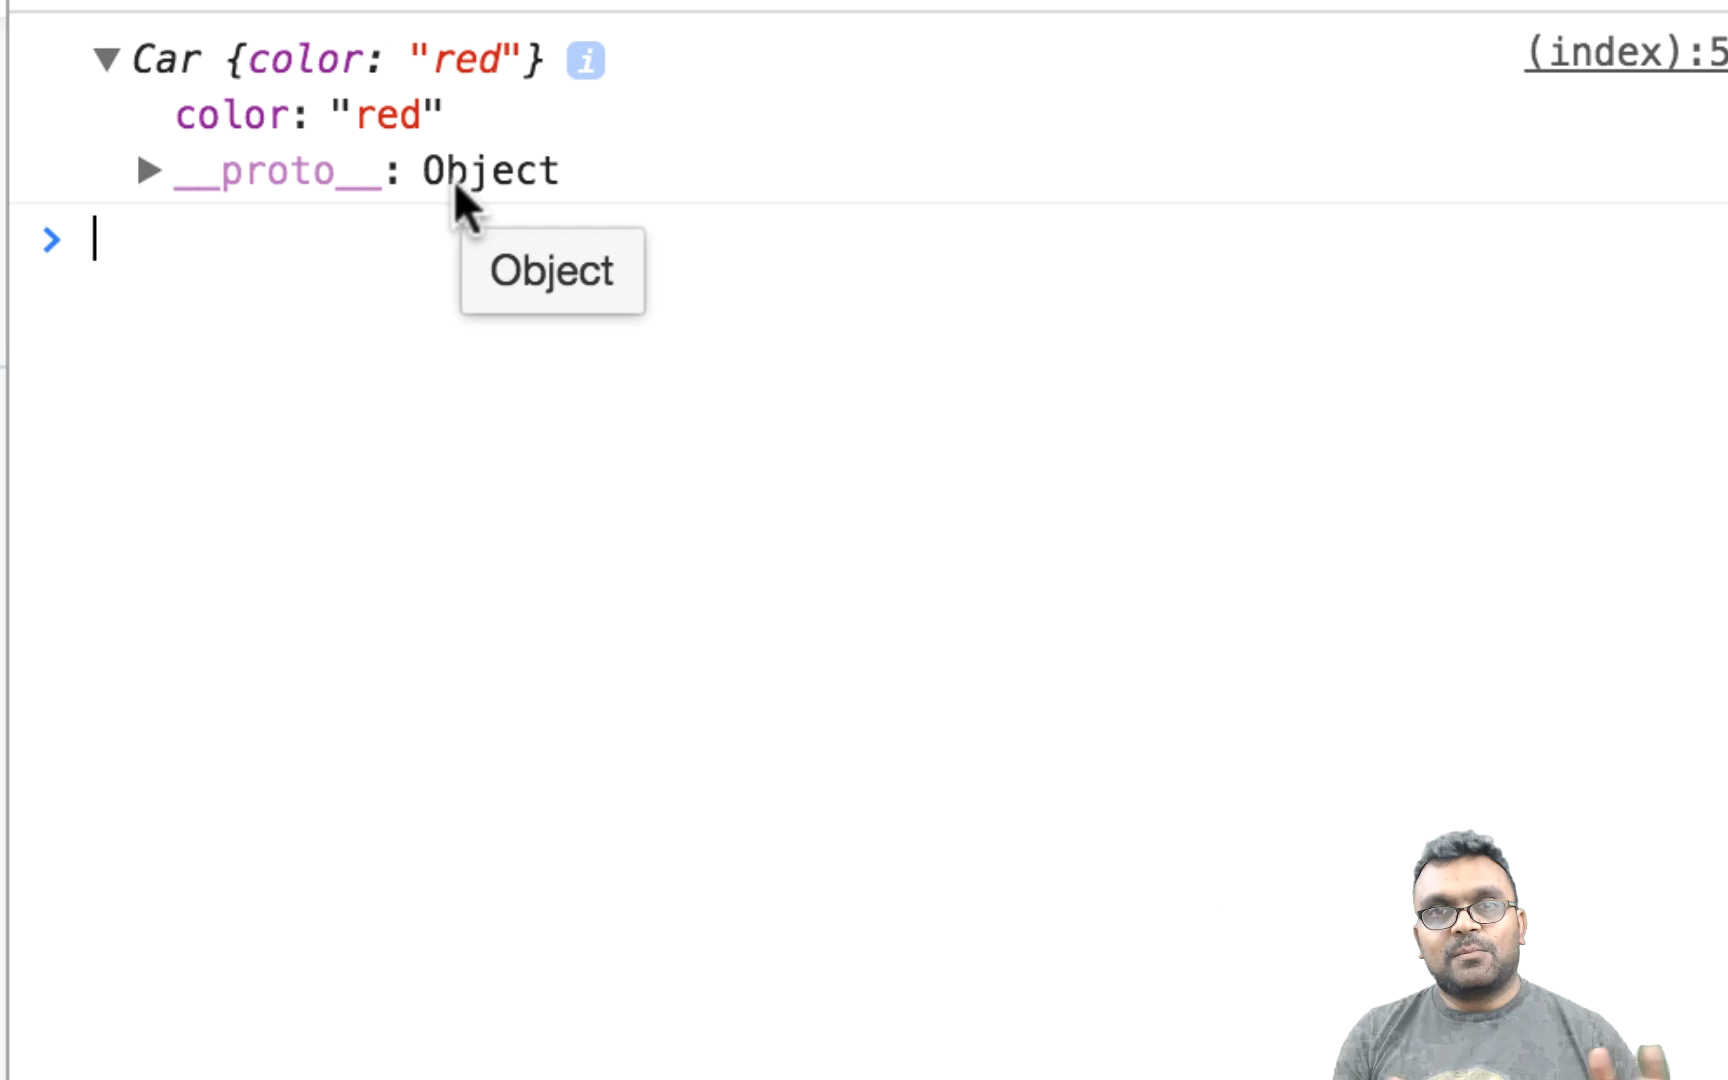 Car {color: "red"} i
(index):5
color: "red"
__proto__: Object
Object